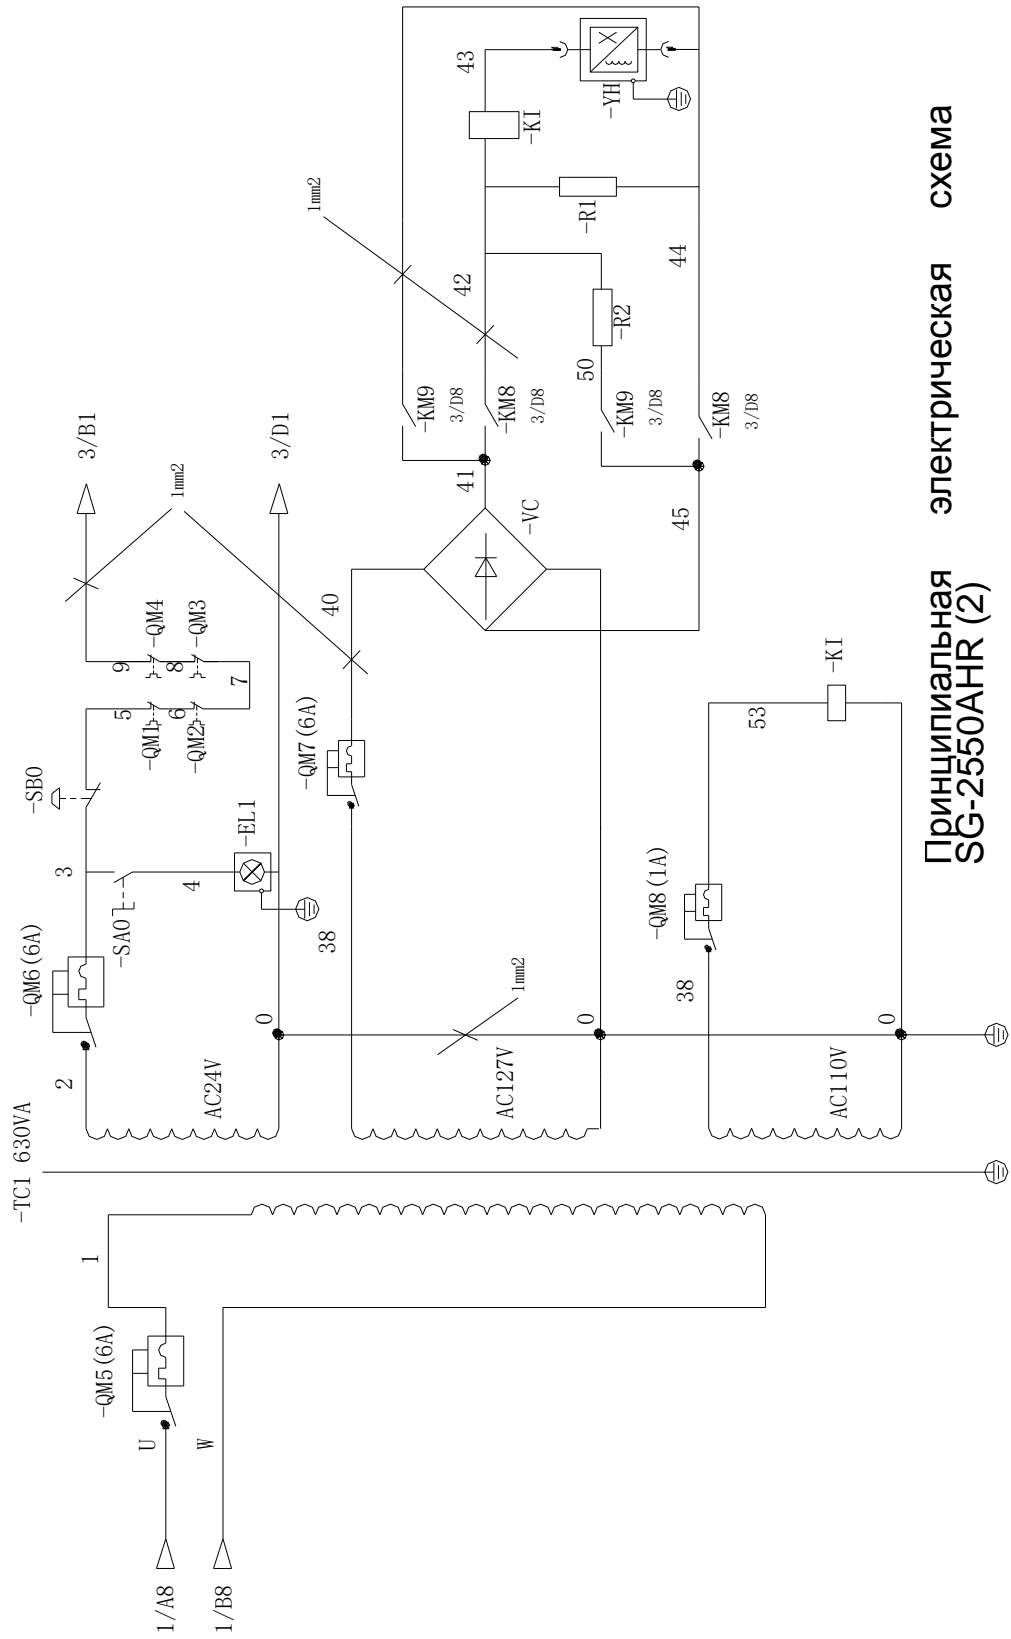 1/A8
1/B8
U
W
-QM5(6A)
1
-TC1 630VA
2
-QM6(6A)
3
-SB0
-SA0
4
-EL1
5
-QM1
6
-QM2
7
8
-QM3
9
-QM4
3/B1
3/D1
1mm2
AC24V
0
38
-QM7(6A)
40
AC127V
0
1mm2
-VC
41
45
-KM9
3/D8
-KM8
3/D8
-KM9
3/D8
-KM8
3/D8
50
-R2
42
1mm2
44
-R1
-KI
43
-YH
AC110V
0
38
-QM8(1A)
53
-KI
Принципиальная электрическая схема
SG-2550AHR (2)